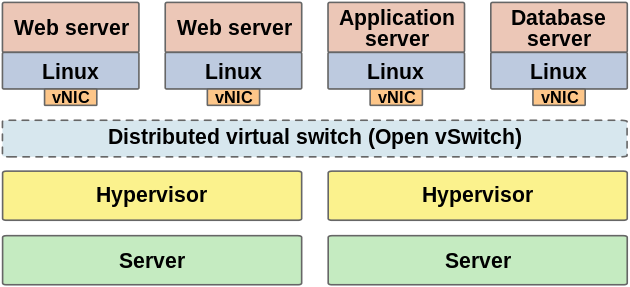 Web server
Web server
Application
server
Database
server
Linux
Linux
Linux
Linux
vNIC
vNIC
vNIC
vNIC
Distributed virtual switch (Open vSwitch)
Hypervisor
Hypervisor
Server
Server